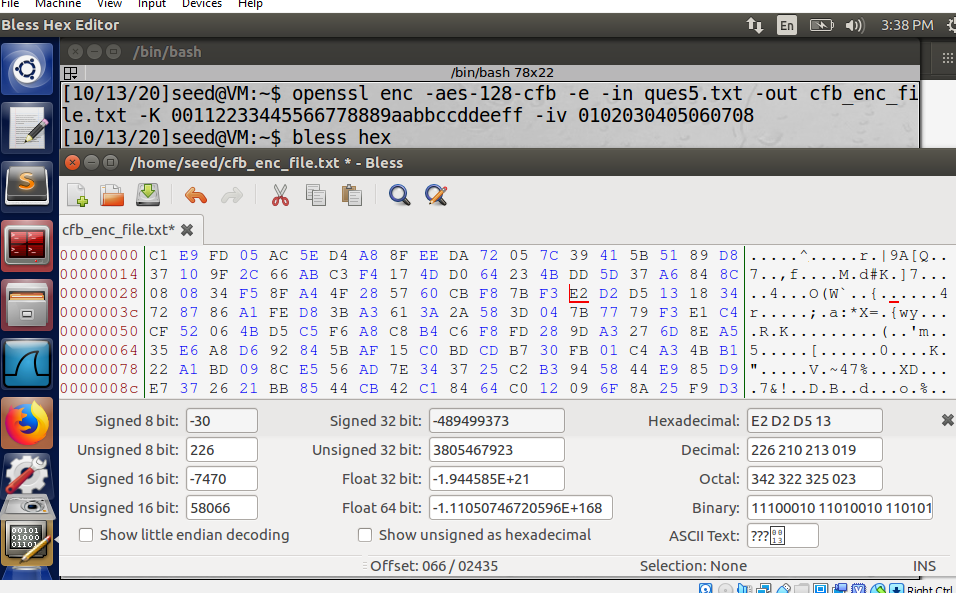 File Machine View Input Devices Help
Bless Hex Editor En 3:38 PM
/bin/bash
/bin/bash 78x22
[10/13/20]seed@VM:~$ openssl enc -aes-128-cfb -e -in ques5.txt -out cfb_enc_fi
le.txt -K 00112233445566778889aabbccddeeff -iv 0102030405060708
[10/13/20]seed@VM:~$ bless hex
/home/seed/cfb_enc_file.txt * - Bless
cfb_enc_file.txt*
00000000 C1 E9 FD 05 AC 5E D4 A8 8F EE DA 72 05 7C 39 41 5B 51 89 D8 .....^.....r.|9A[Q..
00000014 37 10 9F 2C 66 AB C3 F4 17 4D D0 64 23 4B DD 5D 37 A6 84 8C 7..,f....M.d#K.]7...
00000028 08 08 34 F5 8F A4 4F 28 57 60 CB F8 7B F3 E2 D2 D5 13 18 34 ..4...O(W`..{......4
0000003c 72 87 86 A1 FE D8 3B A3 61 3A 2A 58 3D 04 7B 77 79 F3 E1 C4 r.....;.a:*X=.{wy...
00000050 CF 52 06 4B D5 C5 F6 A8 C8 B4 C6 F8 FD 28 9D A3 27 6D 8E A5 .R.K.........(..'m..
00000064 35 E6 A8 D6 92 84 5B AF 15 C0 BD CD B7 30 FB 01 C4 A3 4B B1 5.....[......0....K.
00000078 22 A1 BD 09 8C E5 56 AD 7E 34 37 25 C2 B3 94 58 44 E9 85 D9 ".....V.~47%...XD...
0000008c E7 37 26 21 BB 85 44 CB 42 C1 84 64 C0 12 09 6F 8A 25 F9 D3 .7&!..D.B..d...o.%..
Signed 8 bit: -30 Signed 32 bit: -489499373 Hexadecimal: E2 D2 D5 13
Unsigned 8 bit: 226 Unsigned 32 bit: 3805467923 Decimal: 226 210 213 019
Signed 16 bit: -7470 Float 32 bit: -1.944585E+21 Octal: 342 322 325 023
Unsigned 16 bit: 58066 Float 64 bit: -1.11050746720596E+168 Binary: 11100010 11010010 110101
Show little endian decoding Show unsigned as hexadecimal ASCII Text: ???
Offset: 066 / 02435 Selection: None INS
Right Ctrl